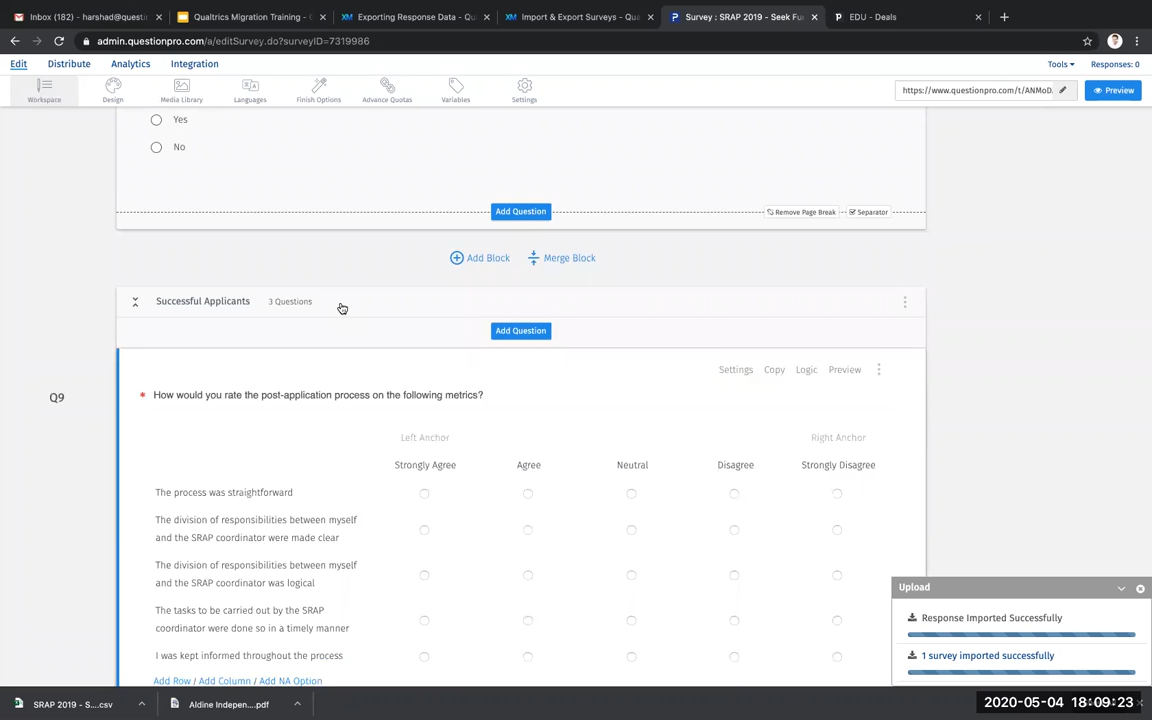 Inbox (182) - harshad@questi
Qualtrics Migration Training - G
Exporting Response Data - Qu
Import & Export Surveys - Qua
Survey : SRAP 2019 - Seek Fu
EDU - Deals
admin.questionpro.com/a/editSurvey.do?surveyID=7319986
Edit Distribute Analytics Integration Tools Responses: 0
Workspace Design Media Library Languages Finish Options Advance Quotas Variables Settings
https://www.questionpro.com/t/ANMoD. Preview
Yes
No
Add Question Remove Page Break Separator
Add Block Merge Block
Successful Applicants 3 Questions
Add Question
Settings Copy Logic Preview
Q9 * How would you rate the post-application process on the following metrics?
Left Anchor Right Anchor
Strongly Agree Agree Neutral Disagree Strongly Disagree
The process was straightforward
The division of responsibilities between myself
and the SRAP coordinator were made clear
The division of responsibilities between myself
and the SRAP coordinator was logical
The tasks to be carried out by the SRAP
coordinator were done so in a timely manner
I was kept informed throughout the process
Add Row / Add Column / Add NA Option
Upload
Response Imported Successfully
1 survey imported successfully
SRAP 2019 - S....csv
Aldine Indepen....pdf
2020-05-04 18:09:23